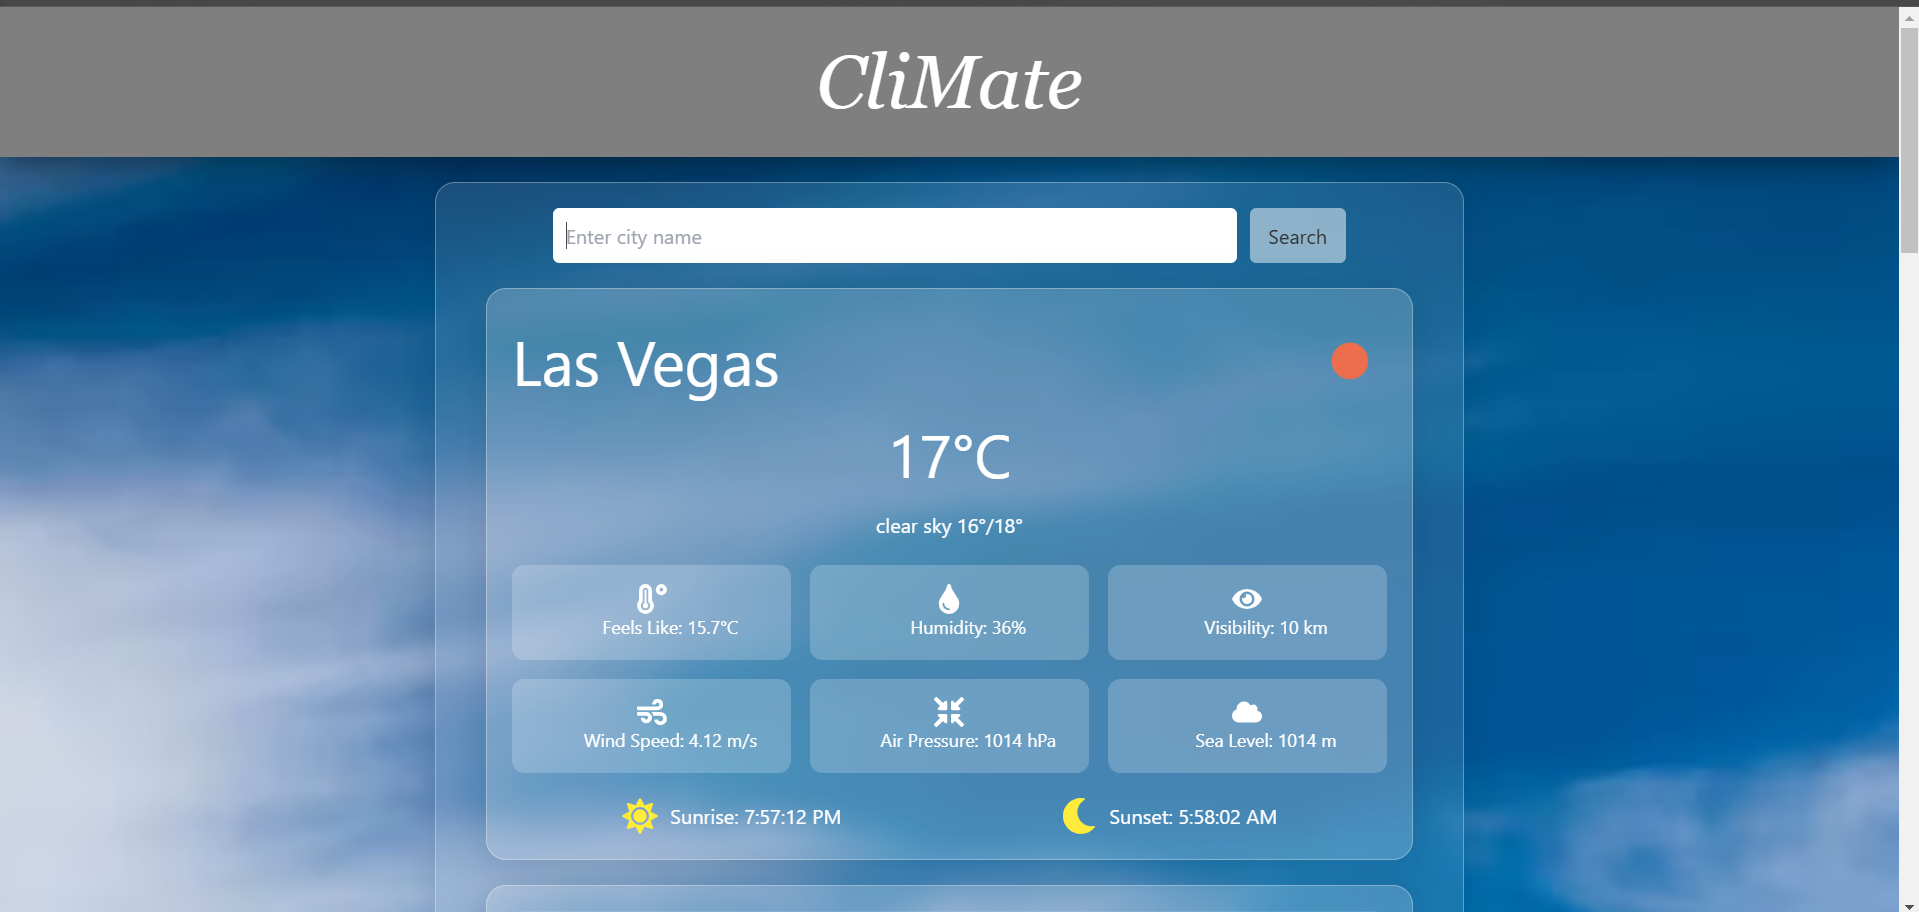 CliMate
Enter city name
Search
Las Vegas
17°C
clear sky 16°/18°
Feels Like: 15.7°C
Humidity: 36%
Visibility: 10 km
Wind Speed: 4.12 m/s
Air Pressure: 1014 hPa
Sea Level: 1014 m
Sunrise: 7:57:12 PM
Sunset: 5:58:02 AM